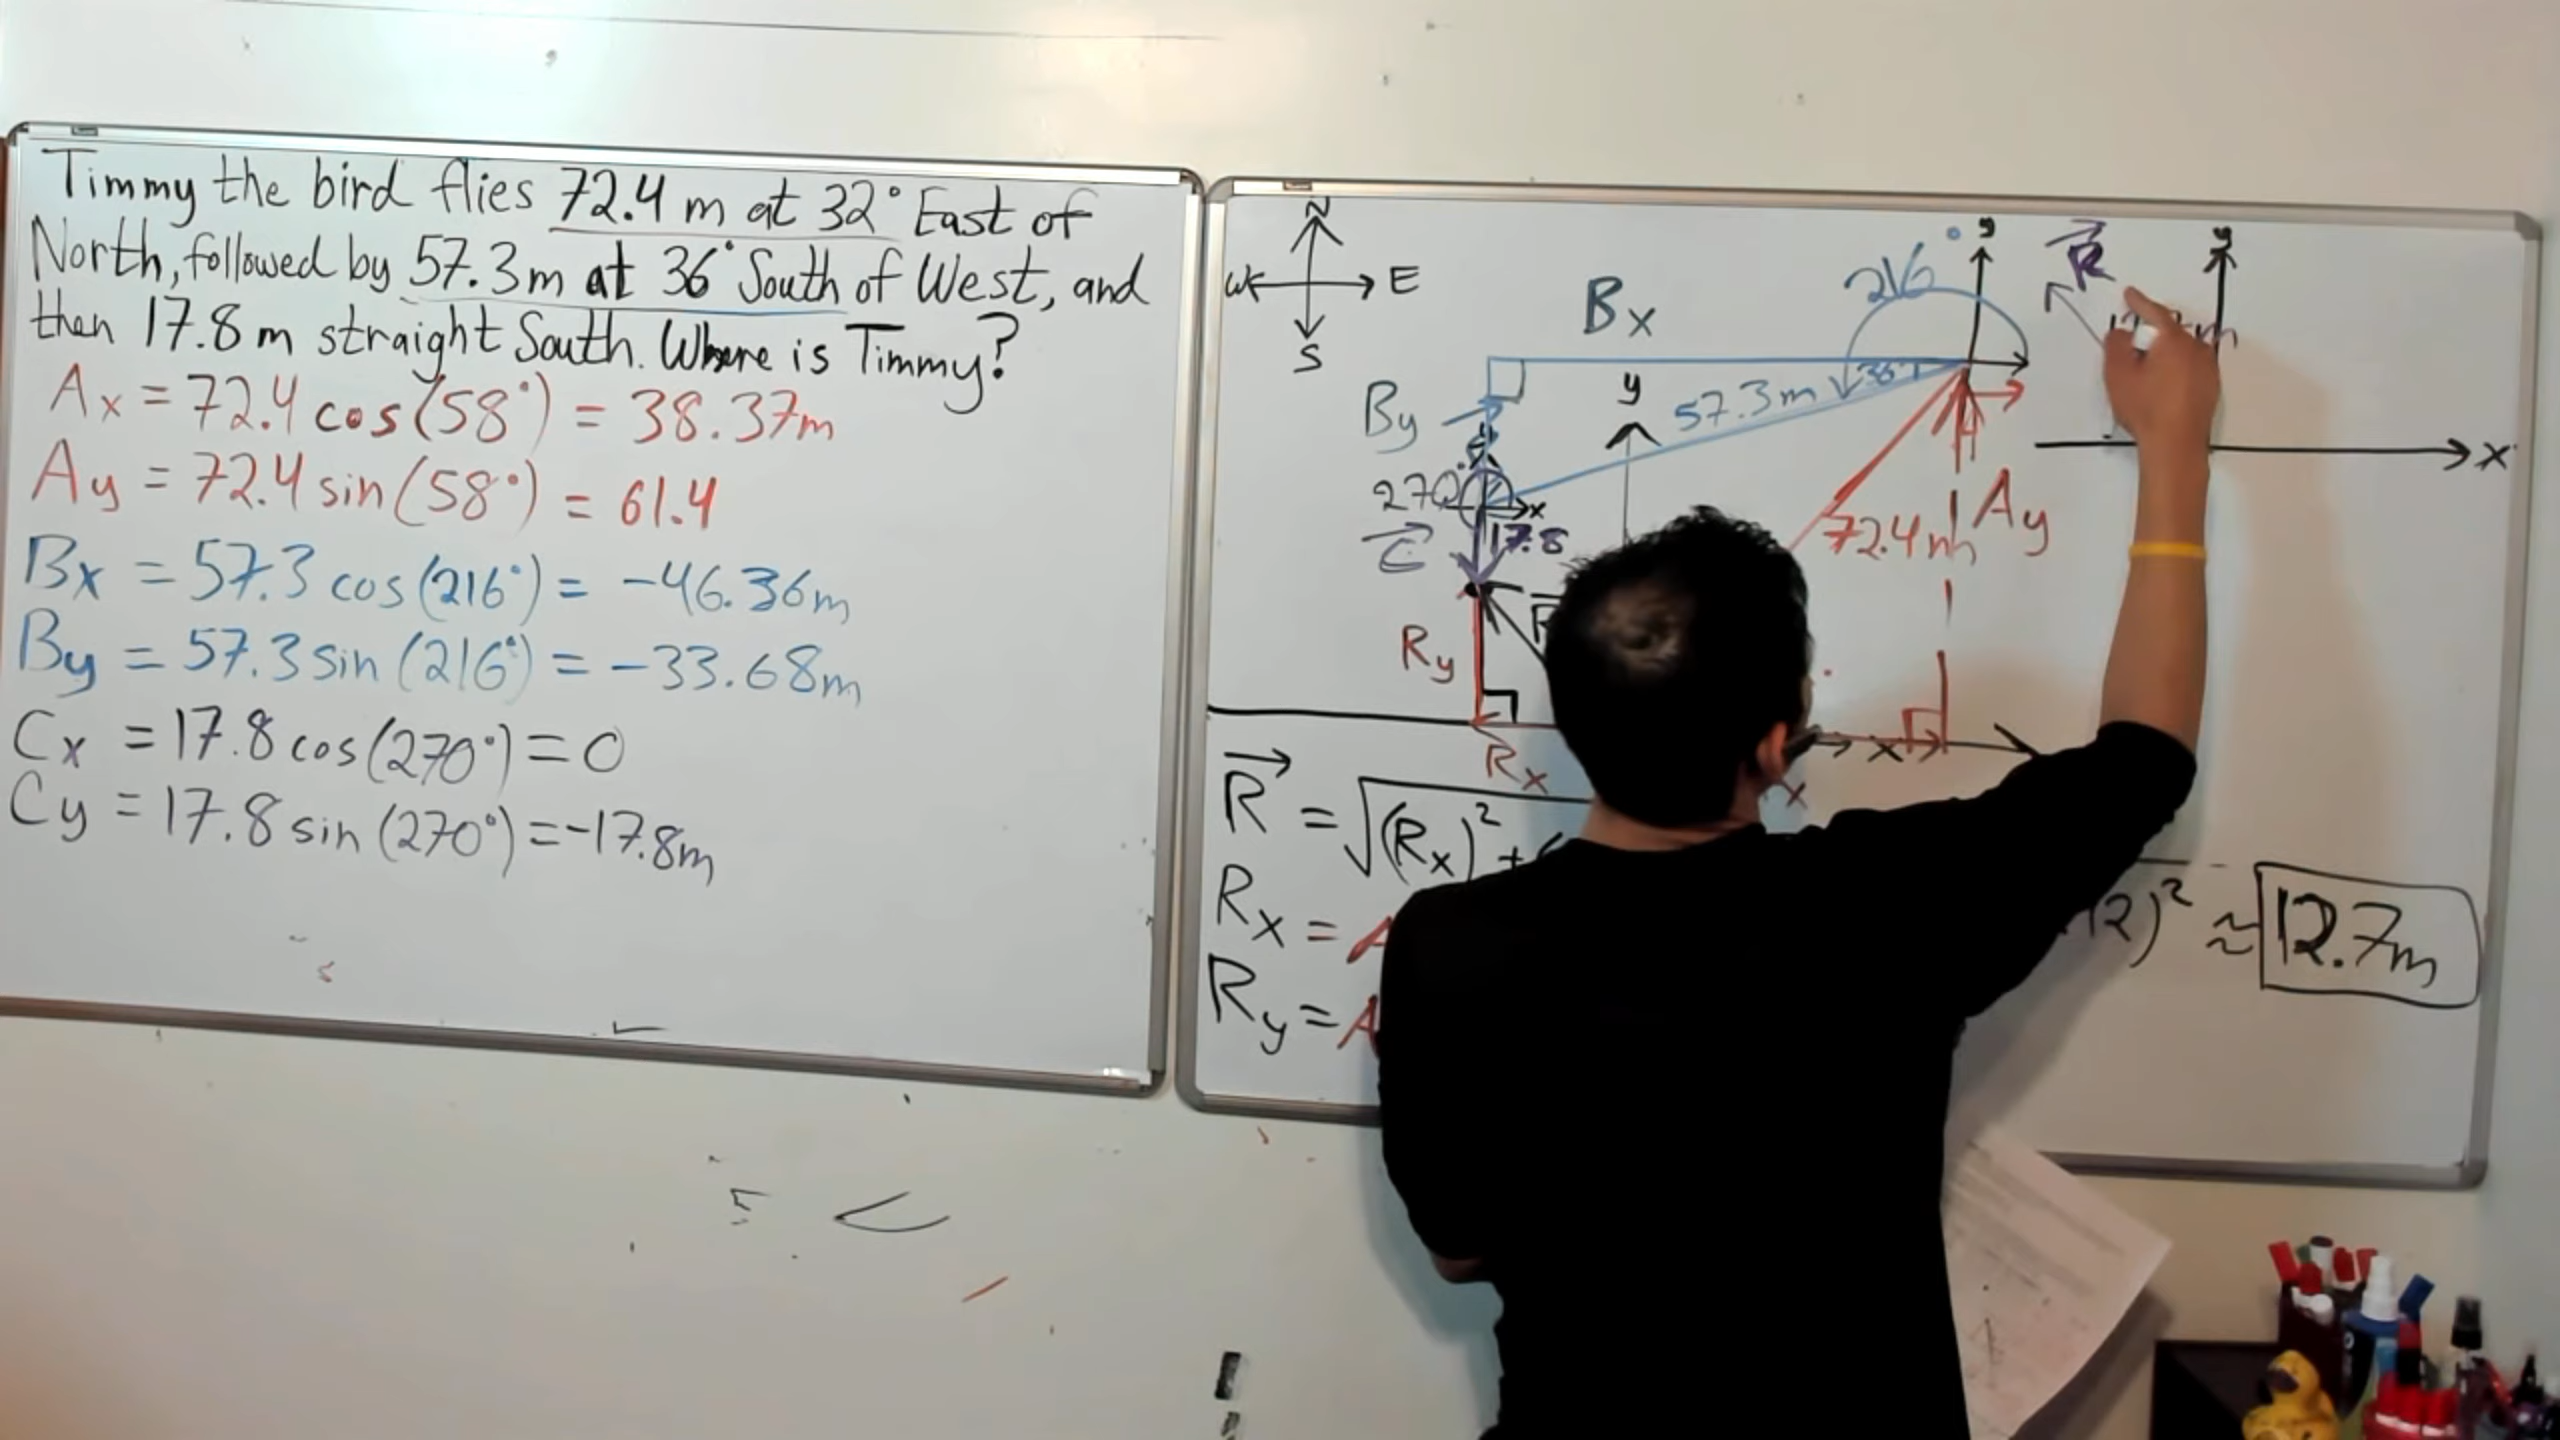 Timmy the bird flies 72.4 m at 32° East of
North, followed by 57.3m at 36° South of West, and
then 17.8 m straight South. Where is Timmy?
Ax = 72.4 cos(58°) = 38.37m
Ay = 72.4 sin(58°) = 61.4
Bx = 57.3 cos(216°) = -46.36m
By = 57.3 sin(216°) = -33.68m
Cx = 17.8 cos(270°) = 0
Cy = 17.8 sin(270°) = -17.8m
N
W
E
S
Bx
216°
y
R
y
By
y
57.3m
36°
x
270°
x
C
17.8
72.4m
Ay
R
Ry
Rx
x
x
R = √(Rx)² +
Rx = A
12)² ≈ 12.7m
Ry = A